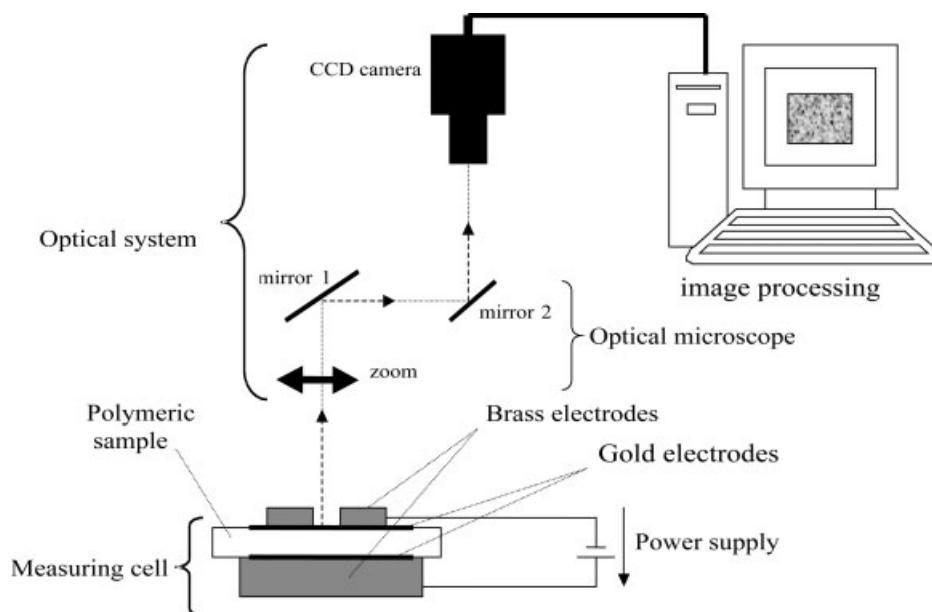 CCD camera
Optical system
mirror 1
mirror 2
image processing
Optical microscope
zoom
Polymeric
sample
Brass electrodes
Gold electrodes
Power supply
Measuring cell